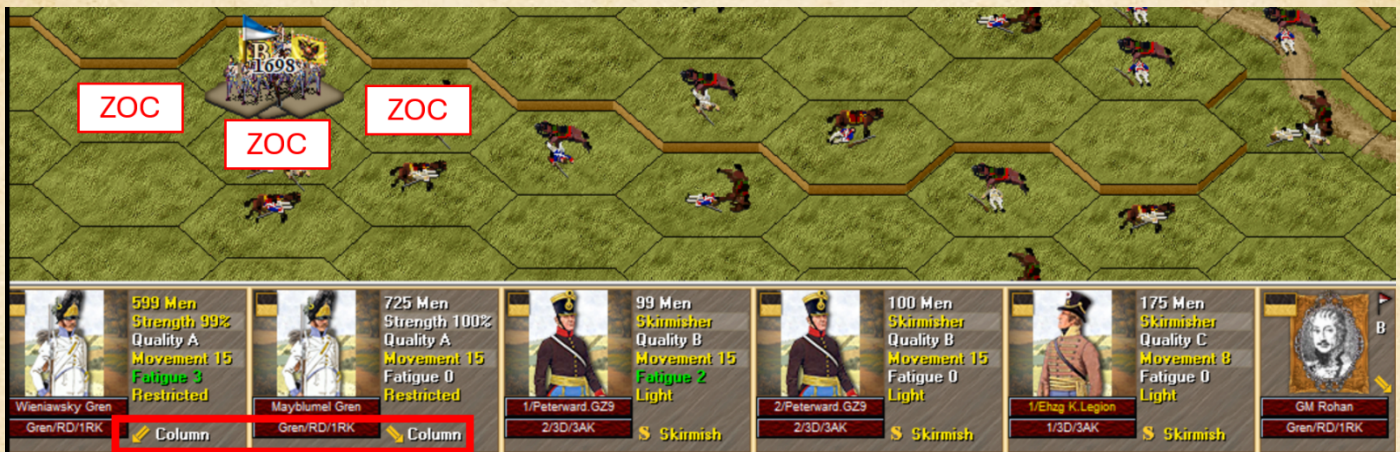 B
1698
ZOC
ZOC
ZOC
599 Men
Strength 99%
Quality A
Movement 15
Fatigue 3
Restricted
Wieniawsky Gren
Gren/RD/1RK
Column
725 Men
Strength 100%
Quality A
Movement 15
Fatigue 0
Restricted
Mayblumel Gren
Gren/RD/1RK
Column
99 Men
Skirmisher
Quality B
Movement 15
Fatigue 2
Light
1/Peterward.GZ9
2/3D/3AK
S Skirmish
100 Men
Skirmisher
Quality B
Movement 15
Fatigue 0
Light
2/Peterward.GZ9
2/3D/3AK
S Skirmish
175 Men
Skirmisher
Quality C
Movement 8
Fatigue 0
Light
1/Ehzg K.Legion
1/3D/3AK
S Skirmish
B
GM Rohan
Gren/RD/1RK